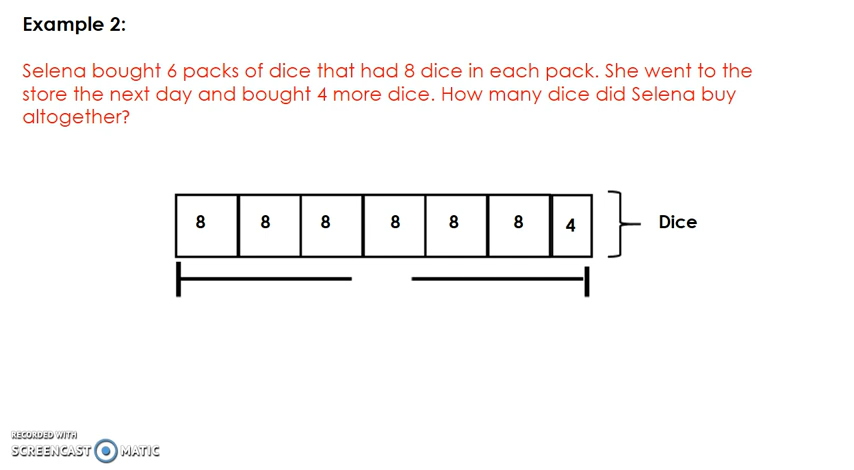 Example 2:
Selena bought 6 packs of dice that had 8 dice in each pack. She went to the
store the next day and bought 4 more dice. How many dice did Selena buy
altogether?
8 8 8 8 8 8 4 Dice
RECORDED WITH
SCREENCAST MATIC